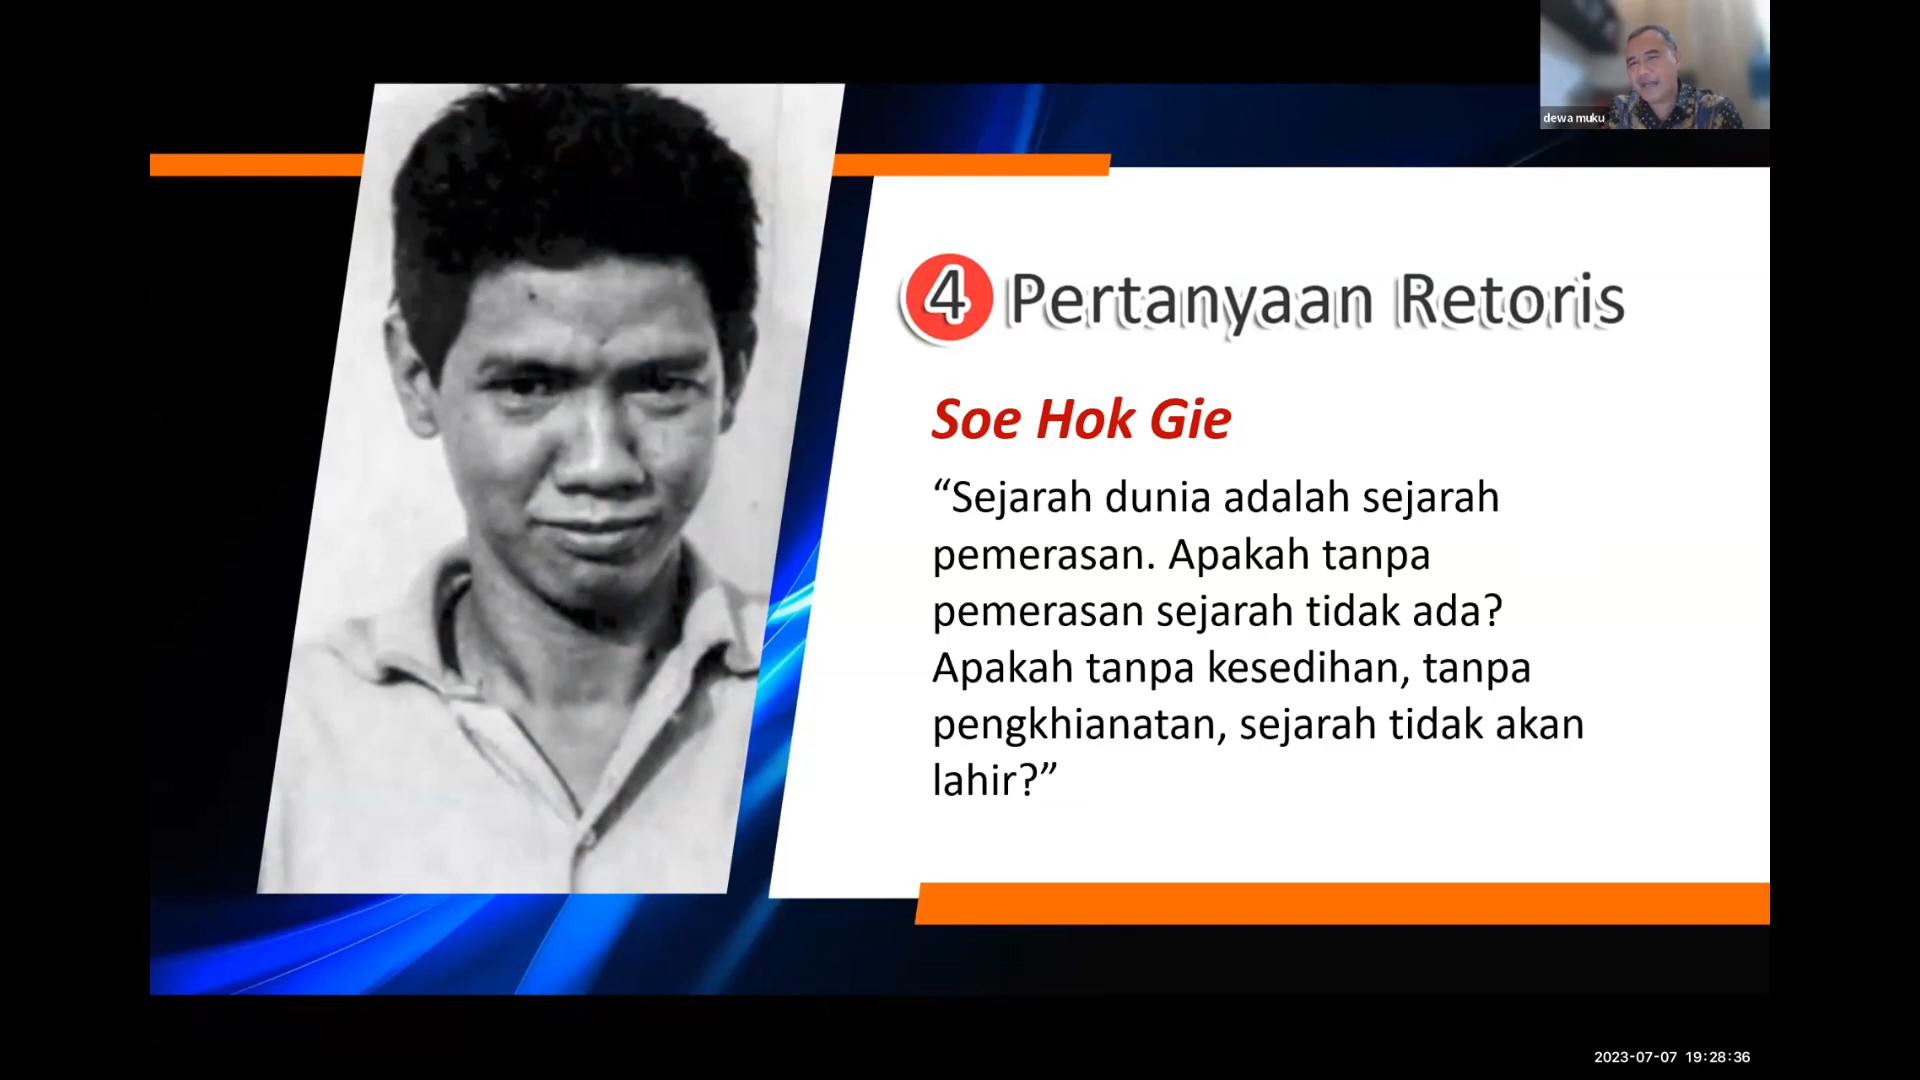 dewa muku
4 Pertanyaan Retoris
Soe Hok Gie
“Sejarah dunia adalah sejarah
pemerasan. Apakah tanpa
pemerasan sejarah tidak ada?
Apakah tanpa kesedihan, tanpa
pengkhianatan, sejarah tidak akan
lahir?”
2023-07-07 19:28:36